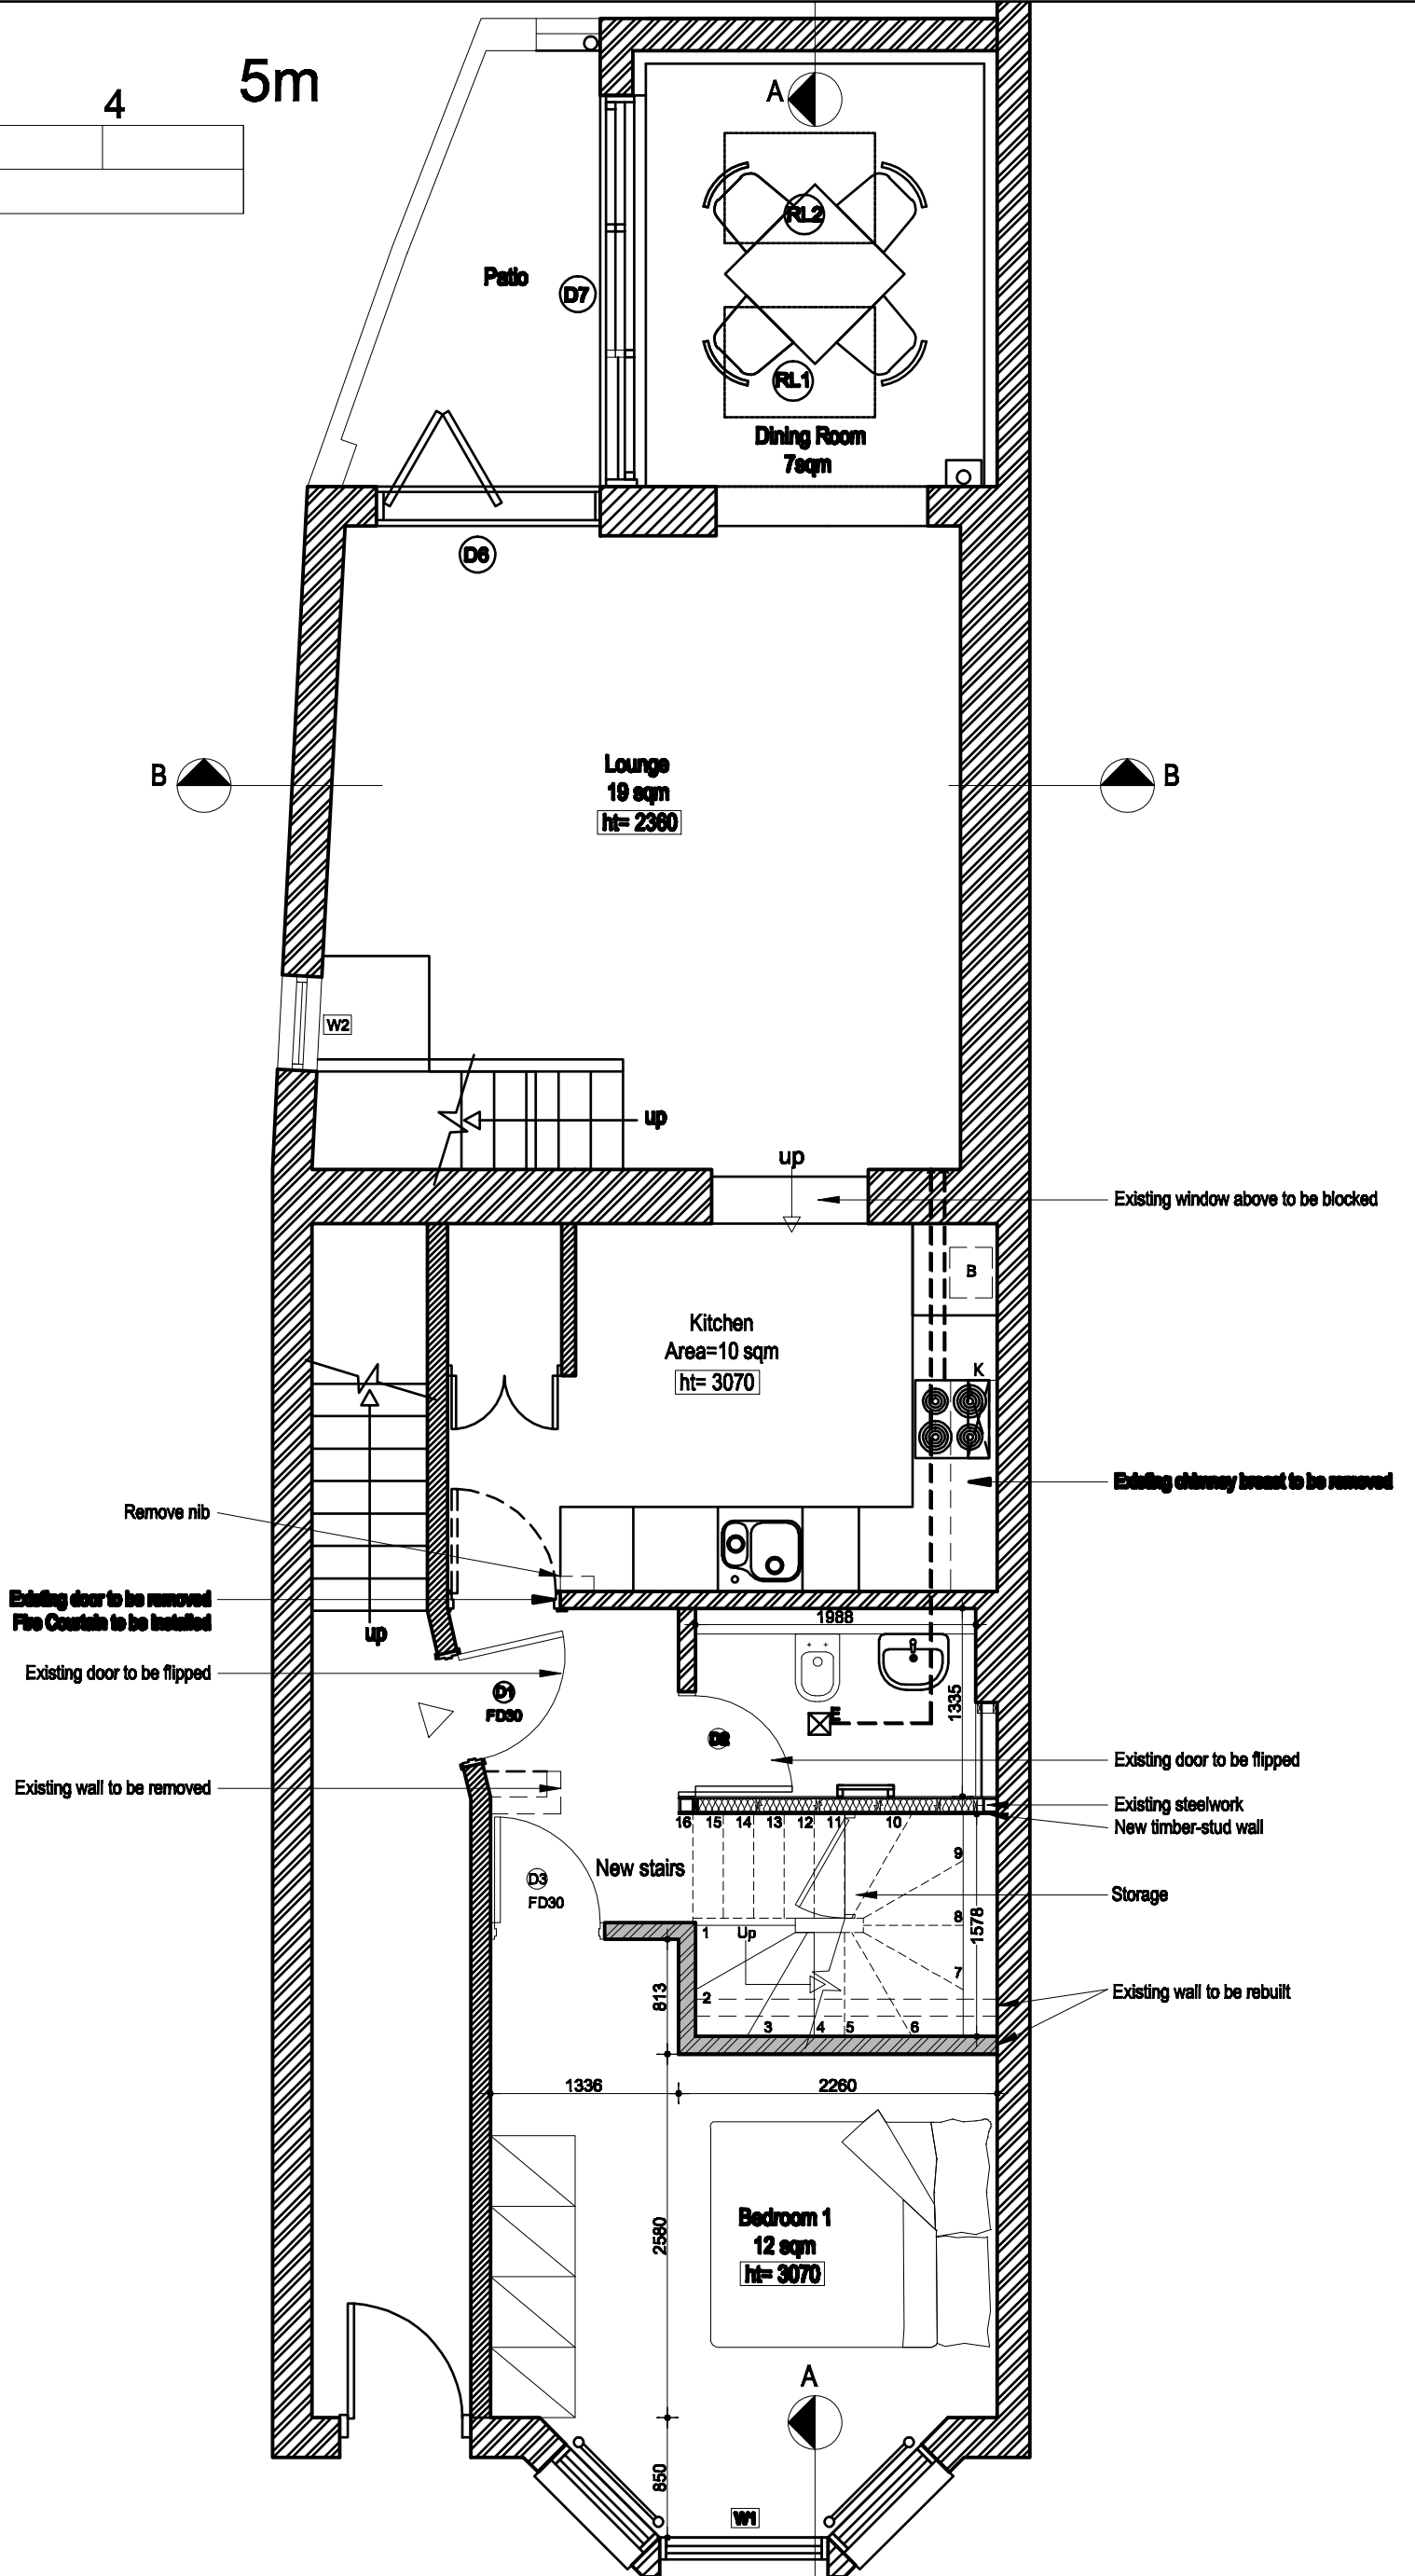 5m
4
A
RL2
Patio
D7
RL1
Dining Room
7sqm
D6
B
Lounge
19 sqm
ht= 2360
B
W2
up
up
Existing window above to be blocked
B
Kitchen
Area=10 sqm
ht= 3070
K
Existing chimney breast to be removed
Remove nib
Existing door to be removed
Fire Courtain to be installed
up
1988
Existing door to be flipped
D1
FD30
1335
E
D2
Existing door to be flipped
Existing wall to be removed
Existing steelwork
New timber-stud wall
16 15 14 13 12 11 10
9
New stairs
D3
FD30
Storage
8
1578
1 Up
7
813
2
Existing wall to be rebuilt
3 4 5 6
1336 2260
Bedroom 1
12 sqm
ht= 3070
2580
A
850
W1